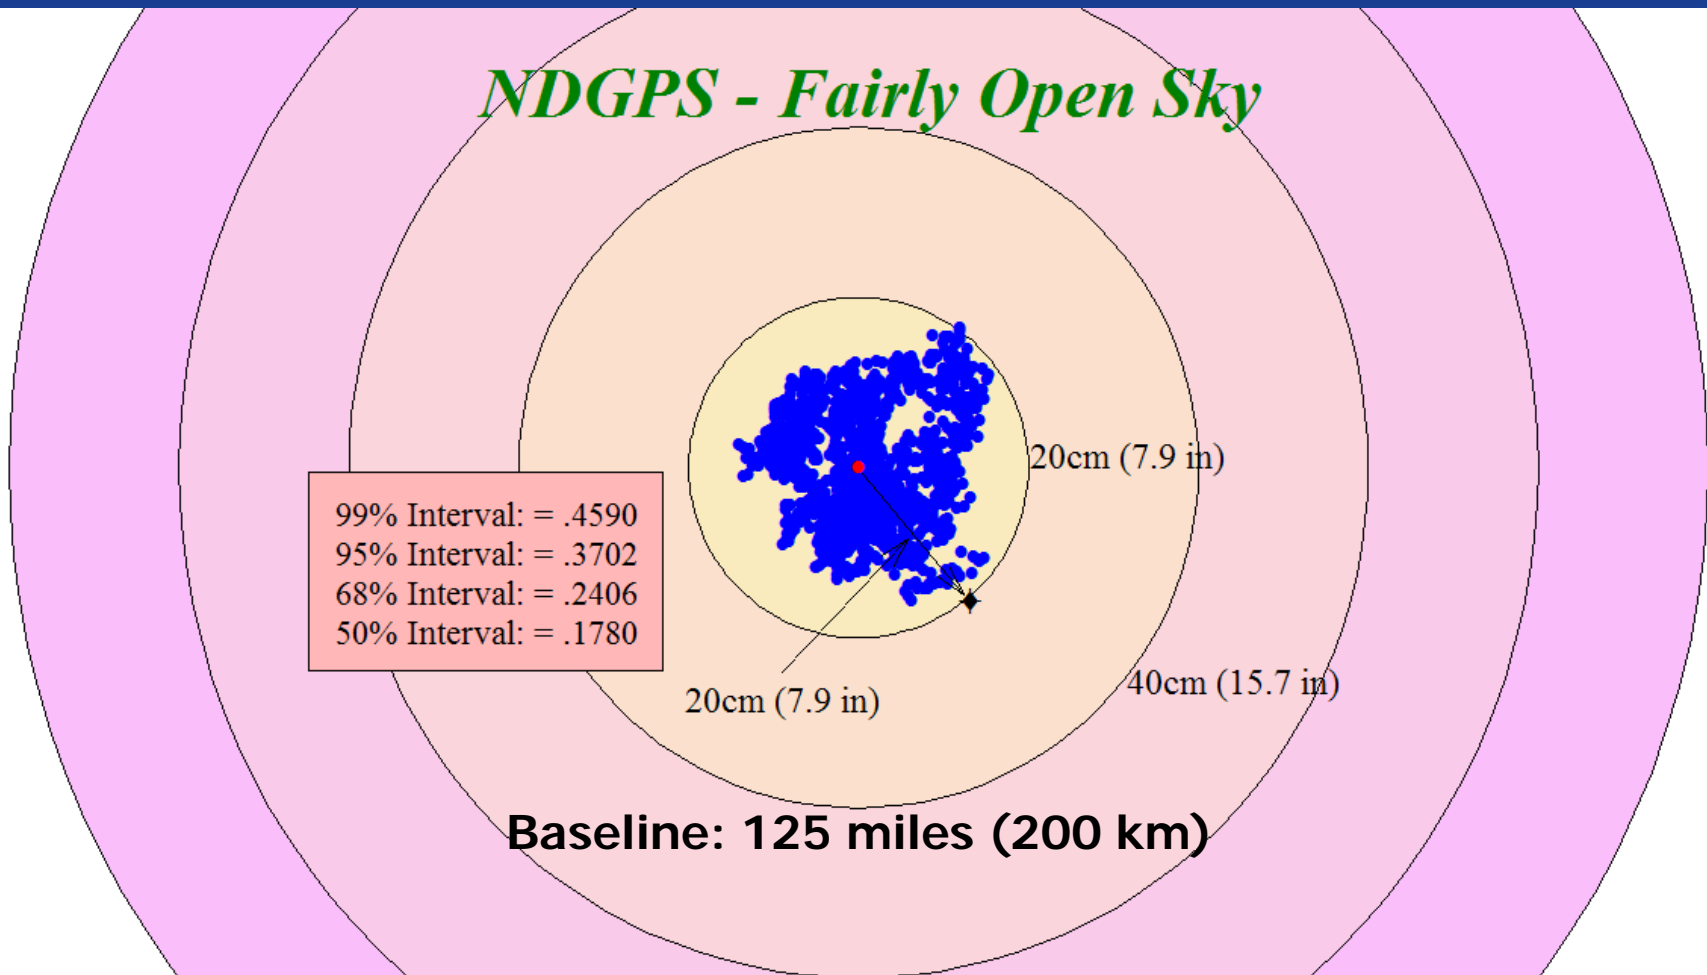 NDGPS - Fairly Open Sky
20cm (7.9 in)
99% Interval: = .4590
95% Interval: = .3702
68% Interval: = .2406
50% Interval: = .1780
40cm (15.7 in)
20cm (7.9 in)
Baseline: 125 miles (200 km)